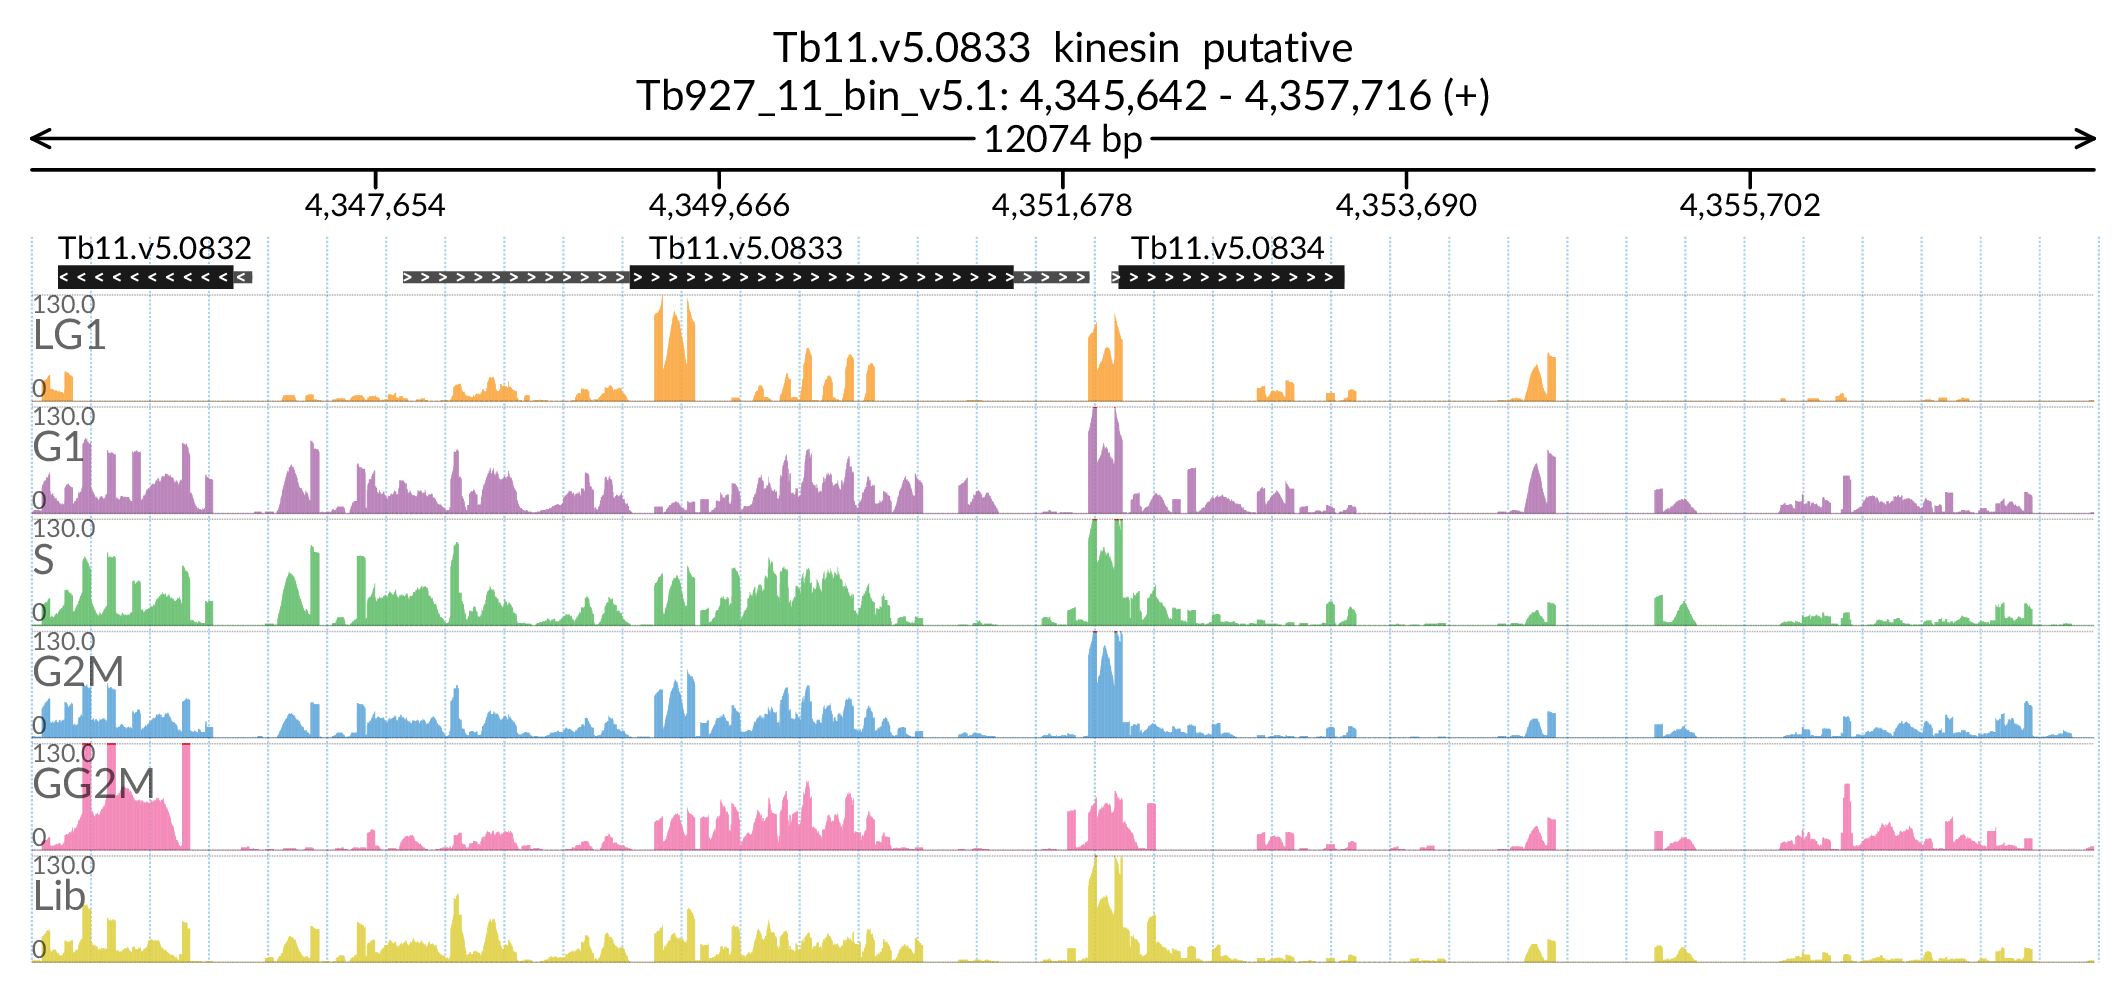 Tb11.v5.0833 kinesin putative
Tb927_11_bin_v5.1: 4,345,642 - 4,357,716 (+)
12074 bp
4,347,654 4,349,666 4,351,678 4,353,690 4,355,702
Tb11.v5.0832 Tb11.v5.0833 Tb11.v5.0834
130.0
LG1
0
130.0
G1
0
130.0
S
0
130.0
G2M
0
130.0
GG2M
0
130.0
Lib
0